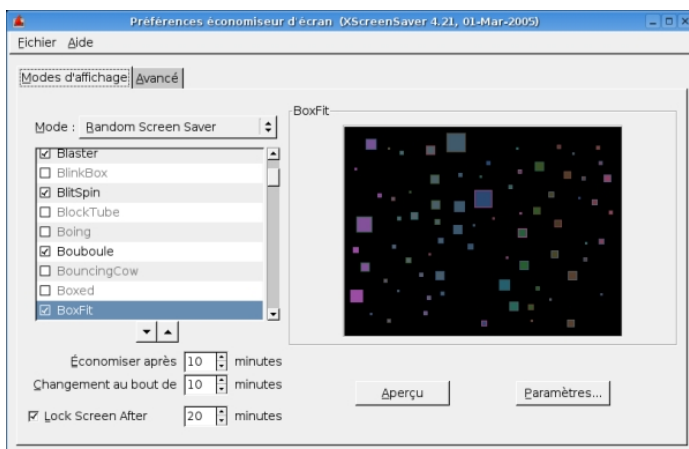 Préférences économiseur d'écran (XScreenSaver 4.21, 01-Mar-2005)
Fichier Aide
Modes d'affichage Avancé
Mode : Random Screen Saver
Blaster
BlinkBox
BlitSpin
BlockTube
Boing
Bouboule
BouncingCow
Boxed
BoxFit
Économiser après 10 minutes
Changement au bout de 10 minutes
Lock Screen After 20 minutes
BoxFit
Aperçu Paramètres...